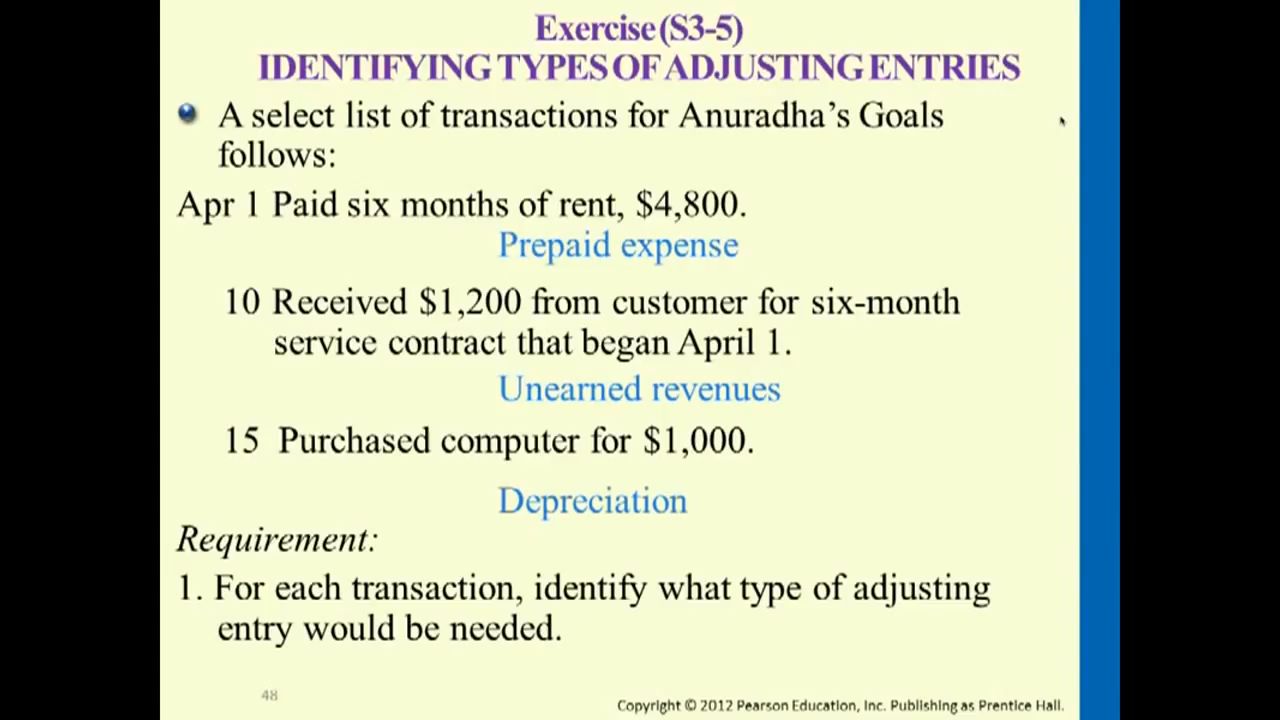 Exercise (S3-5)
IDENTIFYING TYPES OF ADJUSTING ENTRIES
A select list of transactions for Anuradha’s Goals
follows:
Apr 1 Paid six months of rent, $4,800.
Prepaid expense
10 Received $1,200 from customer for six-month
service contract that began April 1.
Unearned revenues
15 Purchased computer for $1,000.
Depreciation
Requirement:
1. For each transaction, identify what type of adjusting
entry would be needed.
48
Copyright © 2012 Pearson Education, Inc. Publishing as Prentice Hall.